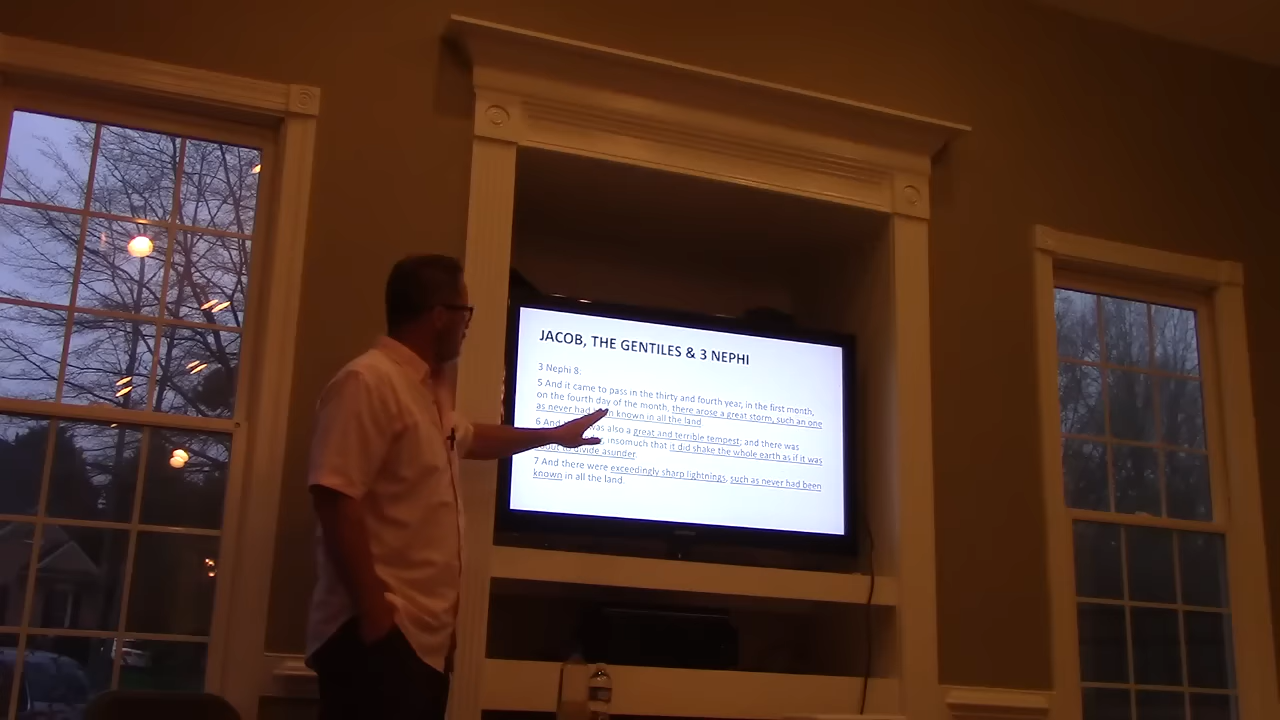 JACOB, THE GENTILES & 3 NEPHI
3 Nephi 8:
5 And it came to pass in the thirty and fourth year, in the first month,
on the fourth day of the month, there arose a great storm, such an one
as never had known in all the land
6 And was also a great and terrible tempest; and there was
insomuch that it did shake the whole earth as if it was
to divide asunder.
7 And there were exceedingly sharp lightnings, such as never had been
known in all the land.